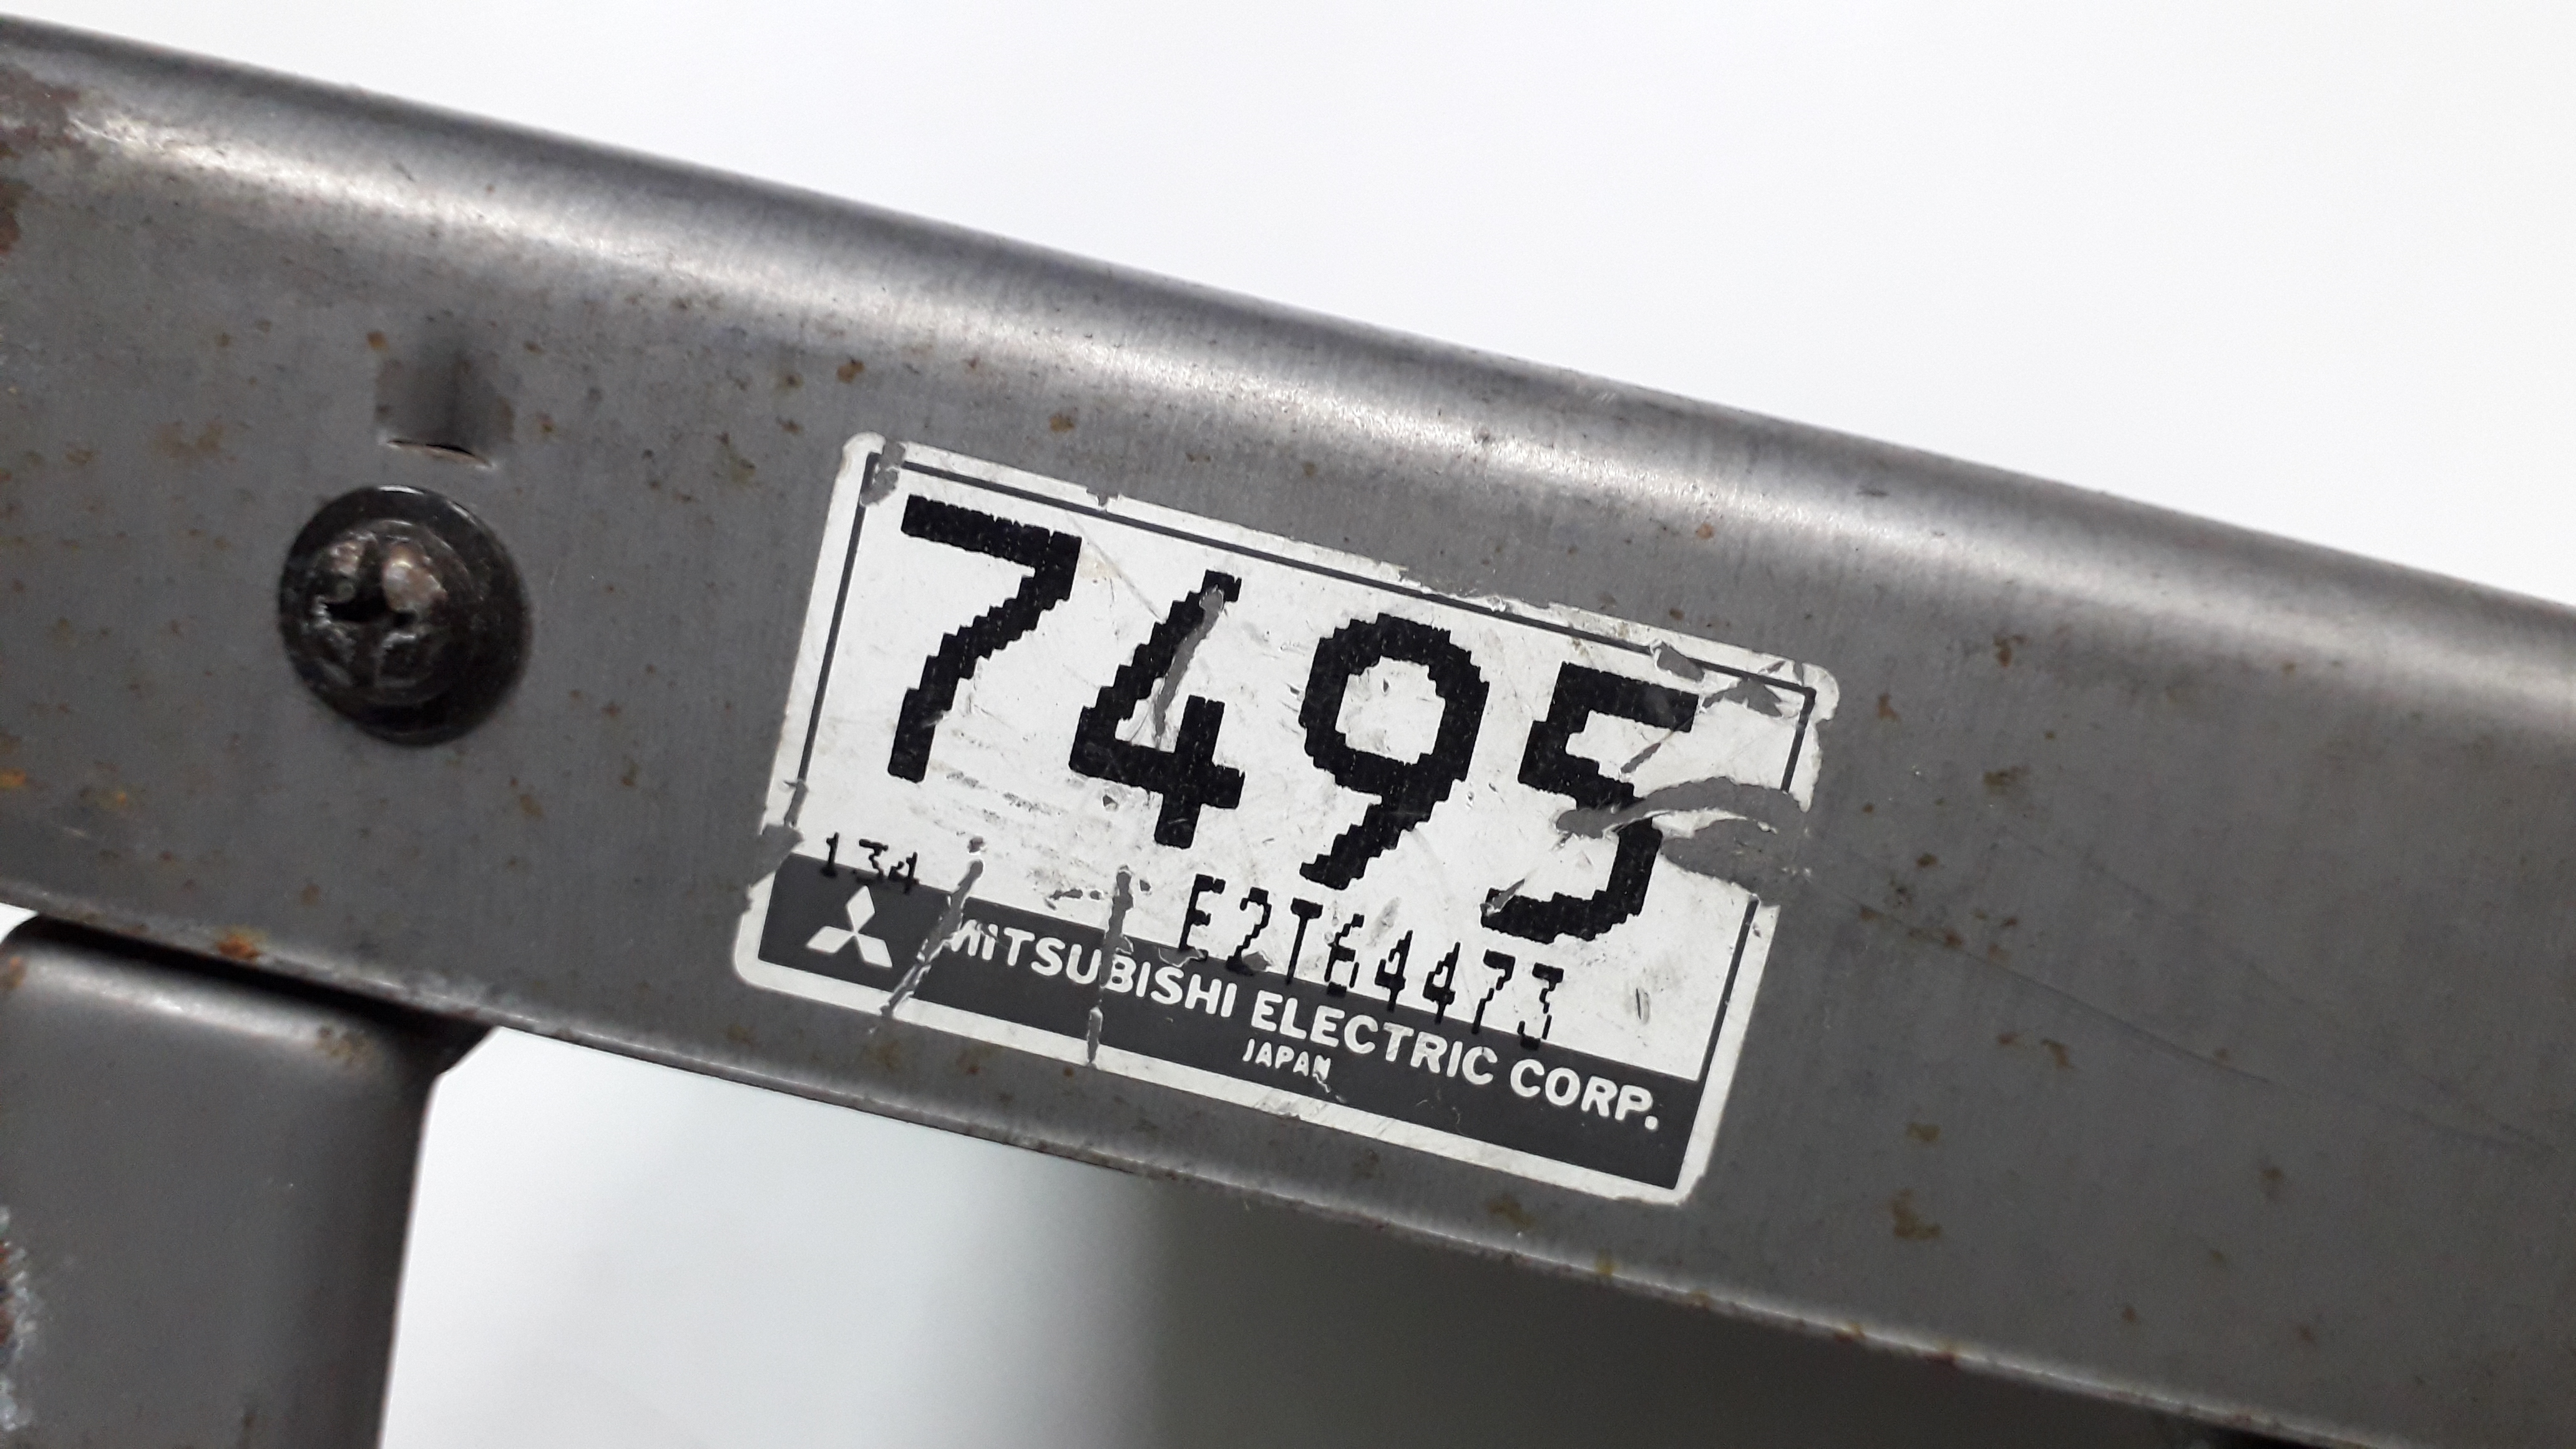 7495
134
E2T64473
MITSUBISHI ELECTRIC CORP.
JAPAN